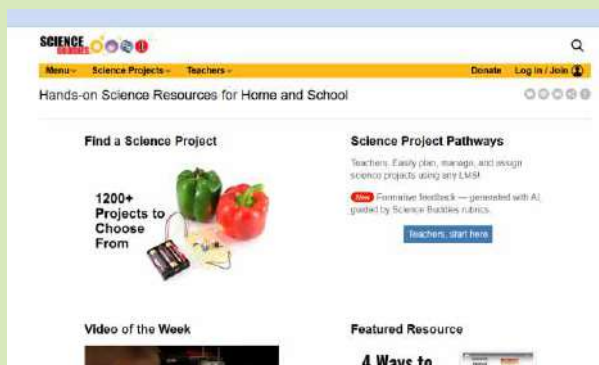 SCIENCE
BUDDIES
Menu Science Projects Teachers Donate Log In / Join
Hands-on Science Resources for Home and School
Find a Science Project
1200+
Projects to
Choose
From
Science Project Pathways
Teachers, Easily plan, manage, and assign
science projects using any LMS!
New Formative feedback — generated with AI,
guided by Science Buddies rubrics.
Teachers, start here
Video of the Week
Featured Resource
4 Ways to